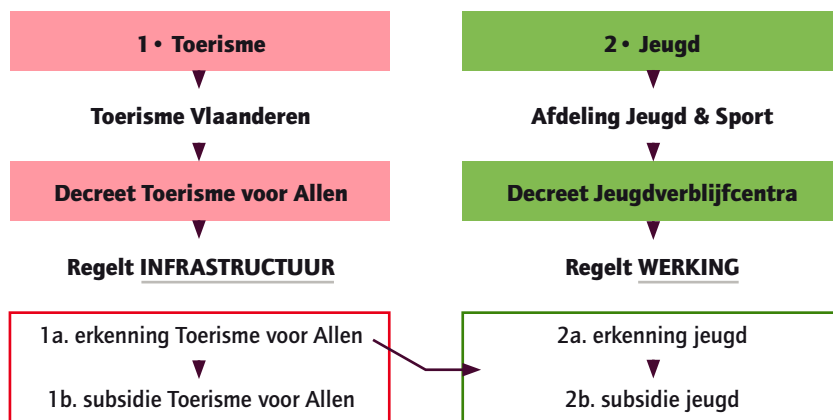 1• Toerisme
Toerisme Vlaanderen
Decreet Toerisme voor Allen
Regelt INFRASTRUCTUUR
1a. erkenning Toerisme voor Allen
1b. subsidie Toerisme voor Allen
2• Jeugd
Afdeling Jeugd & Sport
Decreet Jeugdverblijfcentra
Regelt WERKING
2a. erkenning jeugd
2b. subsidie jeugd